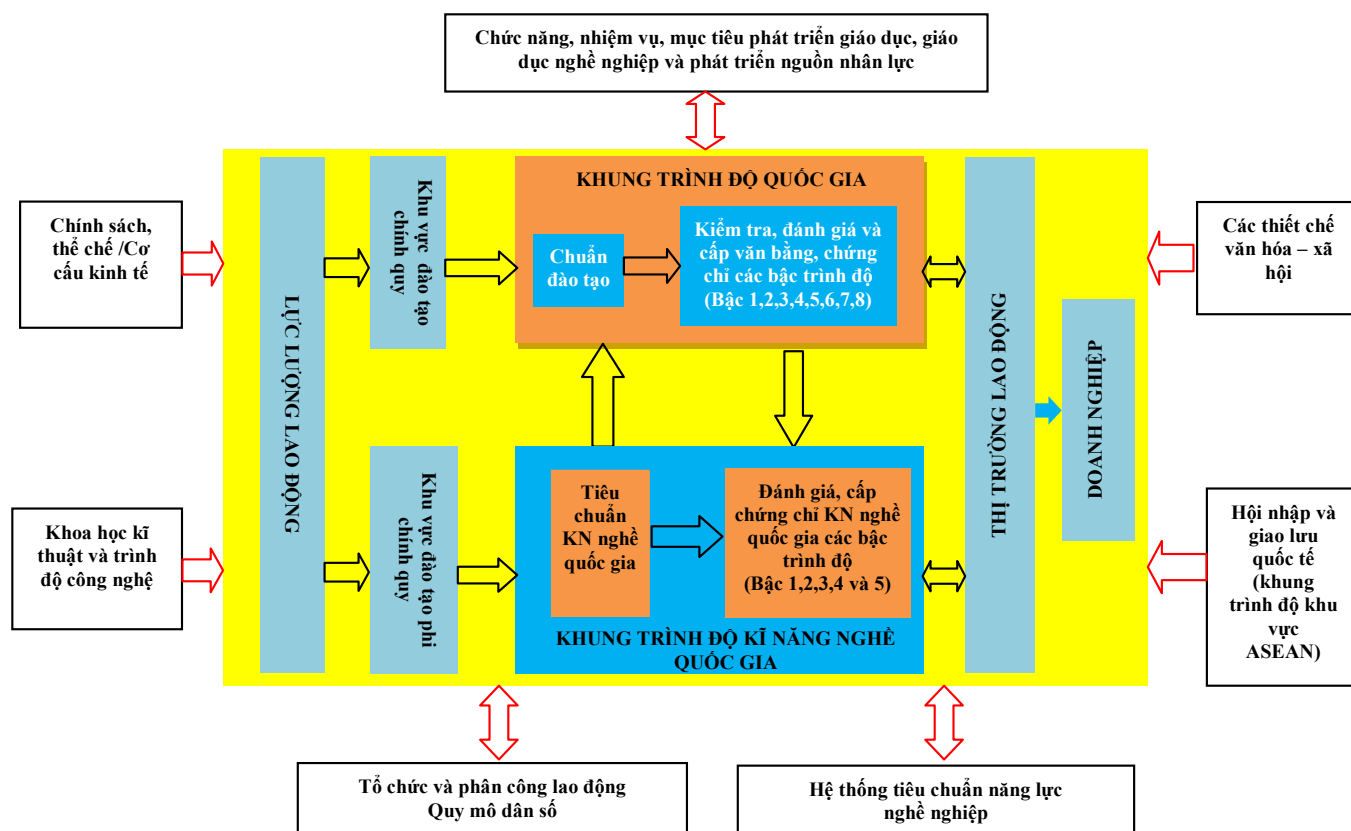 Chức năng, nhiệm vụ, mục tiêu phát triển giáo dục, giáo
dục nghề nghiệp và phát triển nguồn nhân lực
Chính sách,
thể chế /Cơ
cấu kinh tế
Khoa học kĩ
thuật và trình
độ công nghệ
LỰC LƯỢNG LAO ĐỘNG
Khu vực đào tạo
chính quy
Khu vực đào tạo phi
chính quy
KHUNG TRÌNH ĐỘ QUỐC GIA
Chuẩn
đào tạo
Kiểm tra, đánh giá và
cấp văn bằng, chứng
chỉ các bậc trình độ
(Bậc 1,2,3,4,5,6,7,8)
Tiêu
chuẩn
KN nghề
quốc gia
Đánh giá, cấp
chứng chỉ KN nghề
quốc gia các bậc
trình độ
(Bậc 1,2,3,4 và 5)
KHUNG TRÌNH ĐỘ KĨ NĂNG NGHỀ
QUỐC GIA
THỊ TRƯỜNG LAO ĐỘNG
DOANH NGHIỆP
Các thiết chế
văn hóa – xã
hội
Hội nhập và
giao lưu
quốc tế
(khung
trình độ khu
vực
ASEAN)
Tổ chức và phân công lao động
Quy mô dân số
Hệ thống tiêu chuẩn năng lực
nghề nghiệp